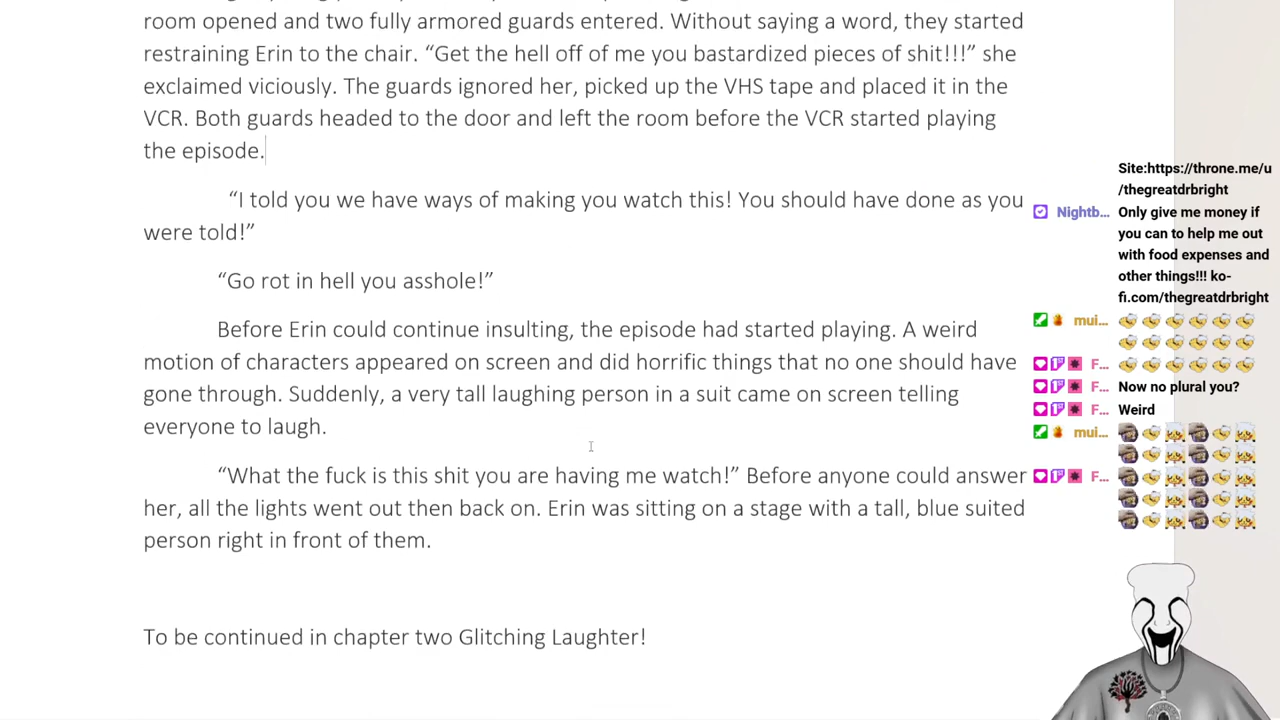 room opened and two fully armored guards entered. Without saying a word, they started
restraining Erin to the chair. “Get the hell off of me you bastardized pieces of shit!!!” she
exclaimed viciously. The guards ignored her, picked up the VHS tape and placed it in the
VCR. Both guards headed to the door and left the room before the VCR started playing
the episode.
“I told you we have ways of making you watch this! You should have done as you
were told!”
“Go rot in hell you asshole!”
Before Erin could continue insulting, the episode had started playing. A weird
motion of characters appeared on screen and did horrific things that no one should have
gone through. Suddenly, a very tall laughing person in a suit came on screen telling
everyone to laugh.
“What the fuck is this shit you are having me watch!” Before anyone could answer
her, all the lights went out then back on. Erin was sitting on a stage with a tall, blue suited
person right in front of them.
To be continued in chapter two Glitching Laughter!
Site:https://throne.me/u
/thegreatdrbright
Nightb... Only give me money if
you can to help me out
with food expenses and
other things!!! ko-
fi.com/thegreatdrbright
mui...
F...
F... Now no plural you?
F... Weird
mui...
F...